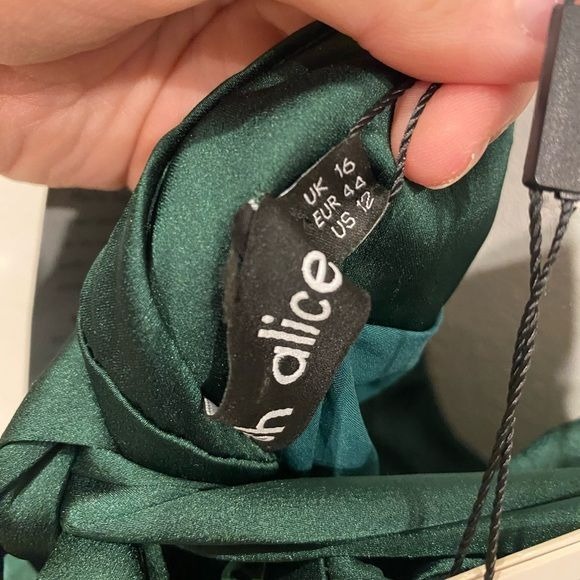 UK 16
EUR 44
US 12
h alice